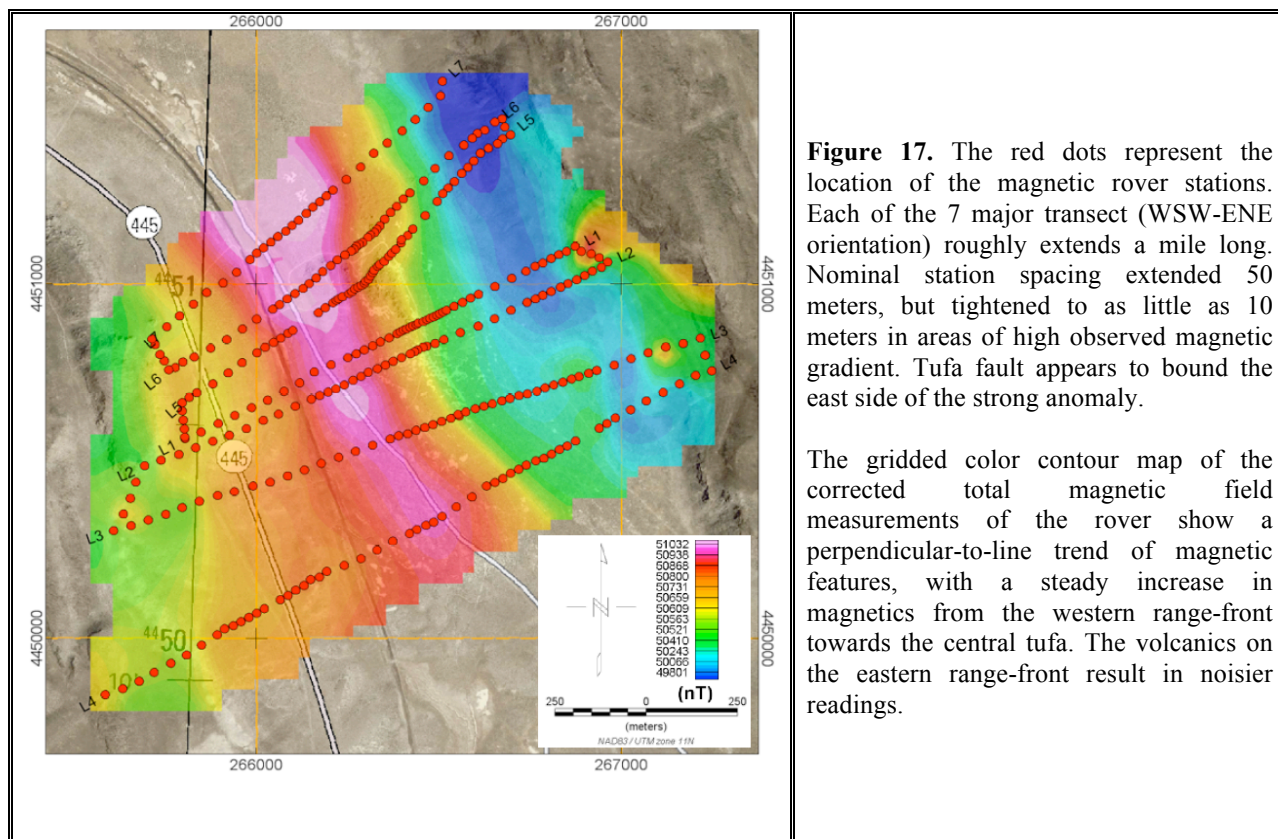 266000
267000
L7
L6
L5
445
L1
L2
4451000
4451
4451000
L7
L3
L6
L4
L5
L1
445
L2
L3
51032
50938
50868
50800
50731
50659
50609
50563
50521
50410
50243
50066
49801
(nT)
N
4450000
4450
4450000
L4
250 0 250
(meters)
NAD83 / UTM zone 11N
266000
267000
Figure 17. The red dots represent the
location of the magnetic rover stations.
Each of the 7 major transect (WSW-ENE
orientation) roughly extends a mile long.
Nominal station spacing extended 50
meters, but tightened to as little as 10
meters in areas of high observed magnetic
gradient. Tufa fault appears to bound the
east side of the strong anomaly.
The gridded color contour map of the
corrected total magnetic field
measurements of the rover show a
perpendicular-to-line trend of magnetic
features, with a steady increase in
magnetics from the western range-front
towards the central tufa. The volcanics on
the eastern range-front result in noisier
readings.